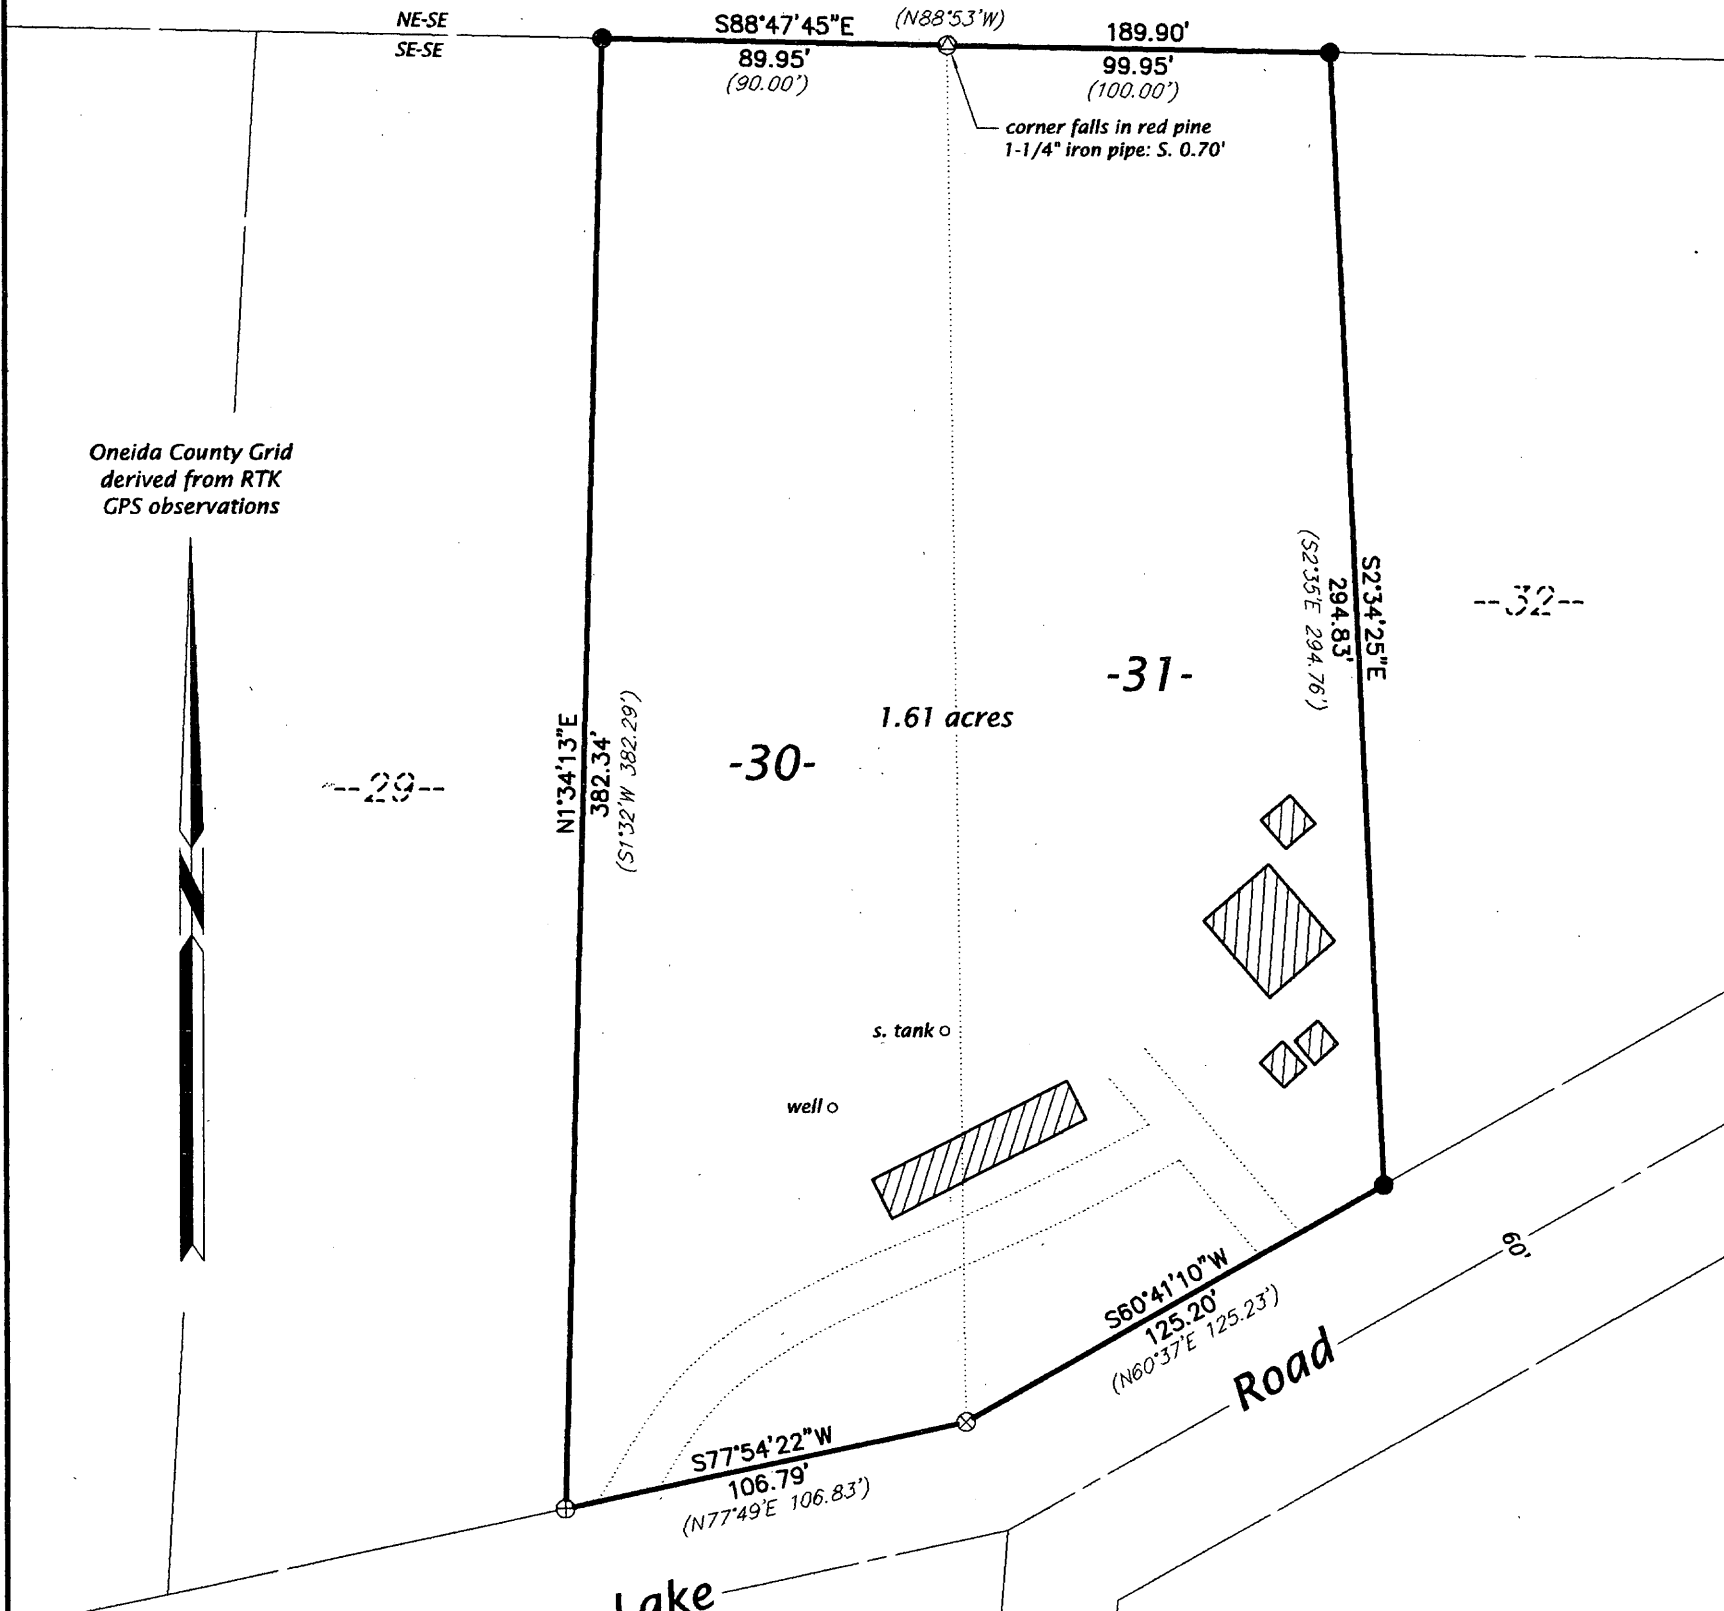 NE-SE
SE-SE
S88°47'45"E
(N88°53'W)
189.90'
89.95'
(90.00')
99.95'
(100.00')
corner falls in red pine
1-1/4" iron pipe: S. 0.70'
Oneida County Grid
derived from RTK
GPS observations
N
S2°34'25"E
294.83'
(S2°35'E 294.76')
--32--
-31-
1.61 acres
-30-
--29--
N1°34'13"E
382.34'
(S1°32'W 382.29')
s. tank
well
60'
S60°41'10"W
125.20'
(N60°37'E 125.23')
S77°54'22"W
106.79'
(N77°49'E 106.83')
Lake
Road